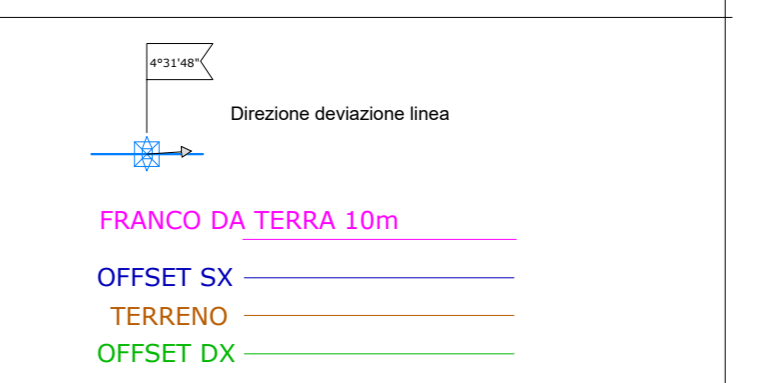 4°31'48"
Direzione deviazione linea
FRANCO DA TERRA 10m
OFFSET SX
TERRENO
OFFSET DX